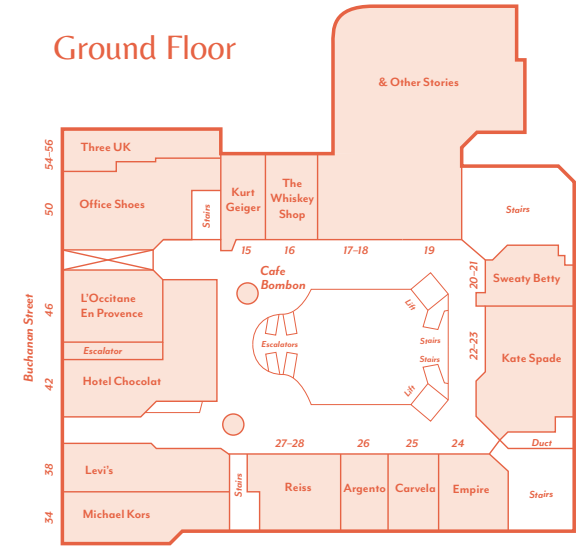 Ground Floor
& Other Stories
54–56
Three UK
50
Office Shoes
Stairs
Kurt
Geiger
The
Whiskey
Shop
Stairs
15
16
17–18
19
Cafe
Bombon
20–21
Sweaty Betty
Buchanan Street
46
L'Occitane
En Provence
Escalator
42
Hotel Chocolat
Escalators
Lift
Stairs
Stairs
Lift
22–23
Kate Spade
Duct
38
Levi's
34
Michael Kors
Stairs
27–28
26
25
24
Reiss
Argento
Carvela
Empire
Stairs